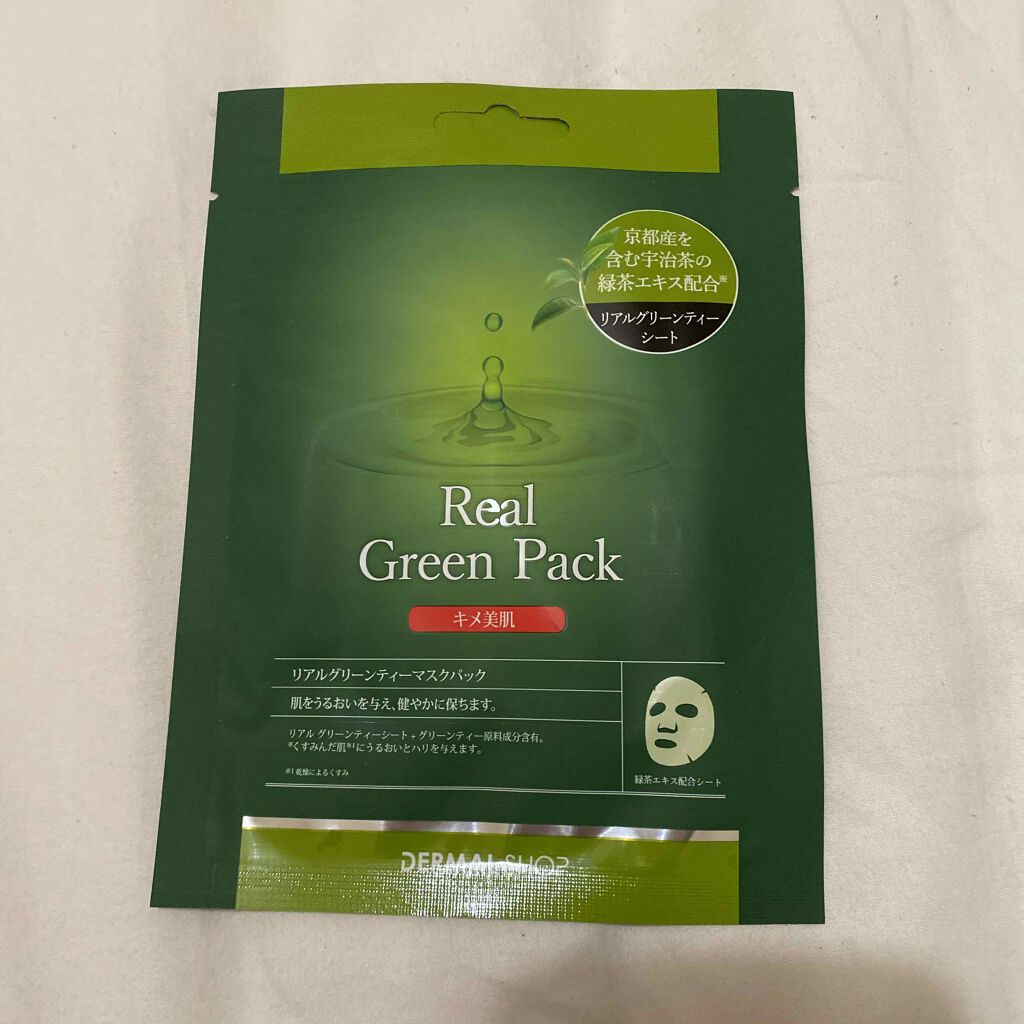 京都産を
含む宇治茶の
緑茶エキス配合※
リアルグリーンティー
シート
Real
Green Pack
キメ美肌
リアルグリーンティーマスクパック
肌をうるおいを与え、健やかに保ちます。
リアル グリーンティーシート + グリーンティー原料成分含有。
※くすみんだ肌※1にうるおいとハリを与えます。
※1 乾燥によるくすみ
緑茶エキス配合シート
DERMAL SHOP